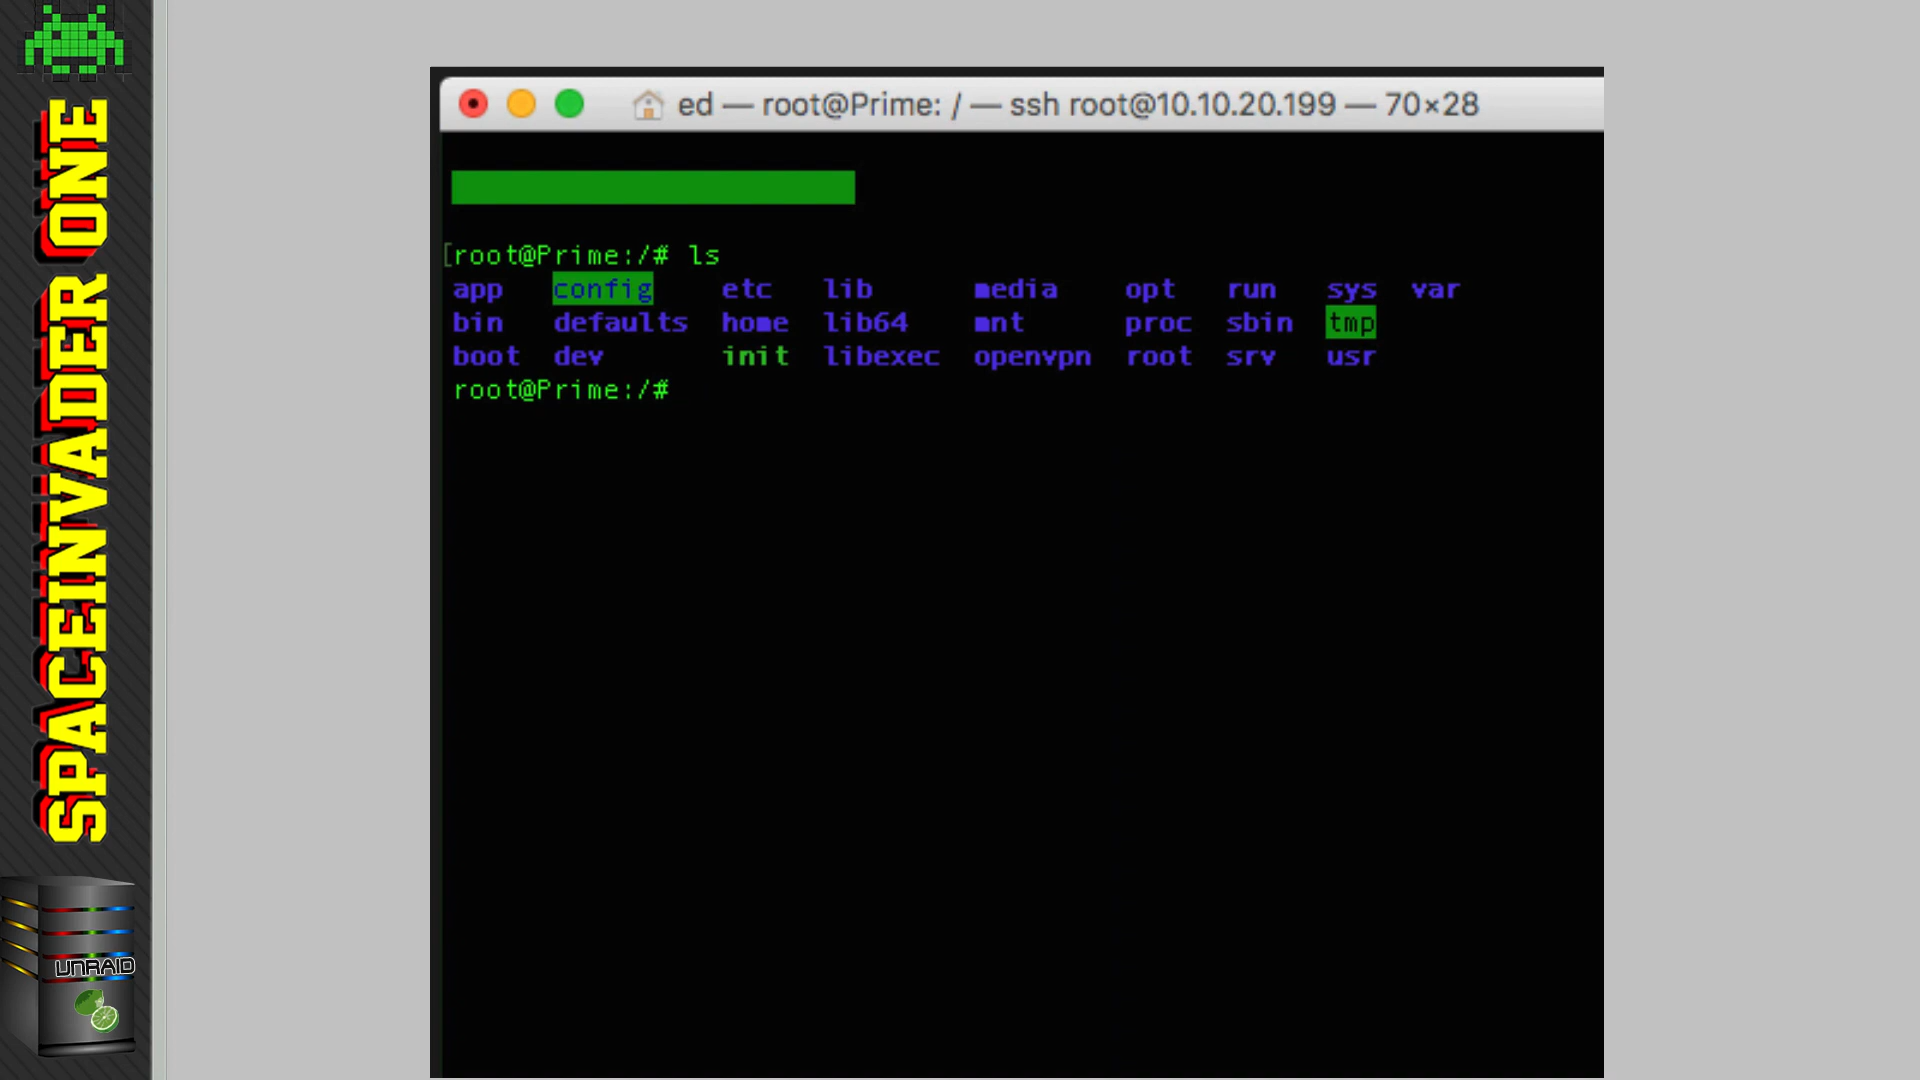 SPACEINVADER ONE
UNRAID
ed — root@Prime: / — ssh root@10.10.20.199 — 70×28
[root@Prime:/# ls
app config etc lib media opt run sys var
bin defaults home lib64 mnt proc sbin tmp
boot dev init libexec openvpn root srv usr
root@Prime:/#